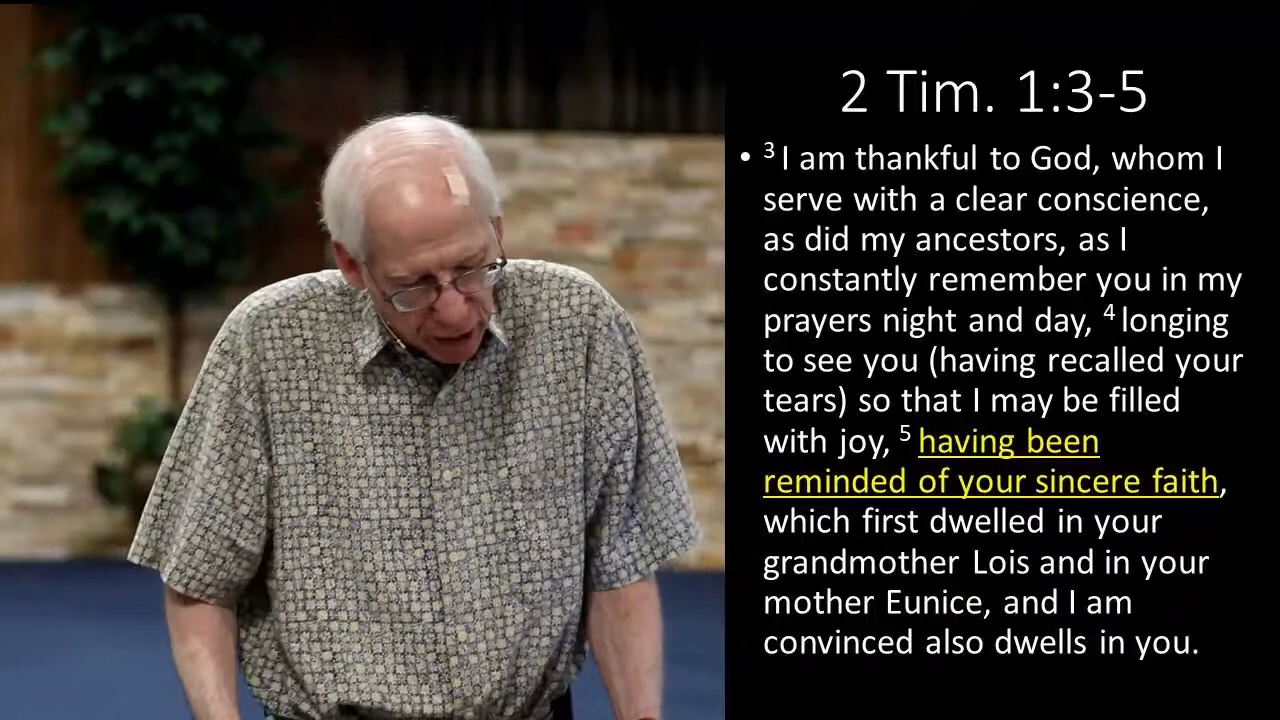 2 Tim. 1:3-5
• ³ I am thankful to God, whom I
serve with a clear conscience,
as did my ancestors, as I
constantly remember you in my
prayers night and day, ⁴ longing
to see you (having recalled your
tears) so that I may be filled
with joy, ⁵ having been
reminded of your sincere faith,
which first dwelled in your
grandmother Lois and in your
mother Eunice, and I am
convinced also dwells in you.